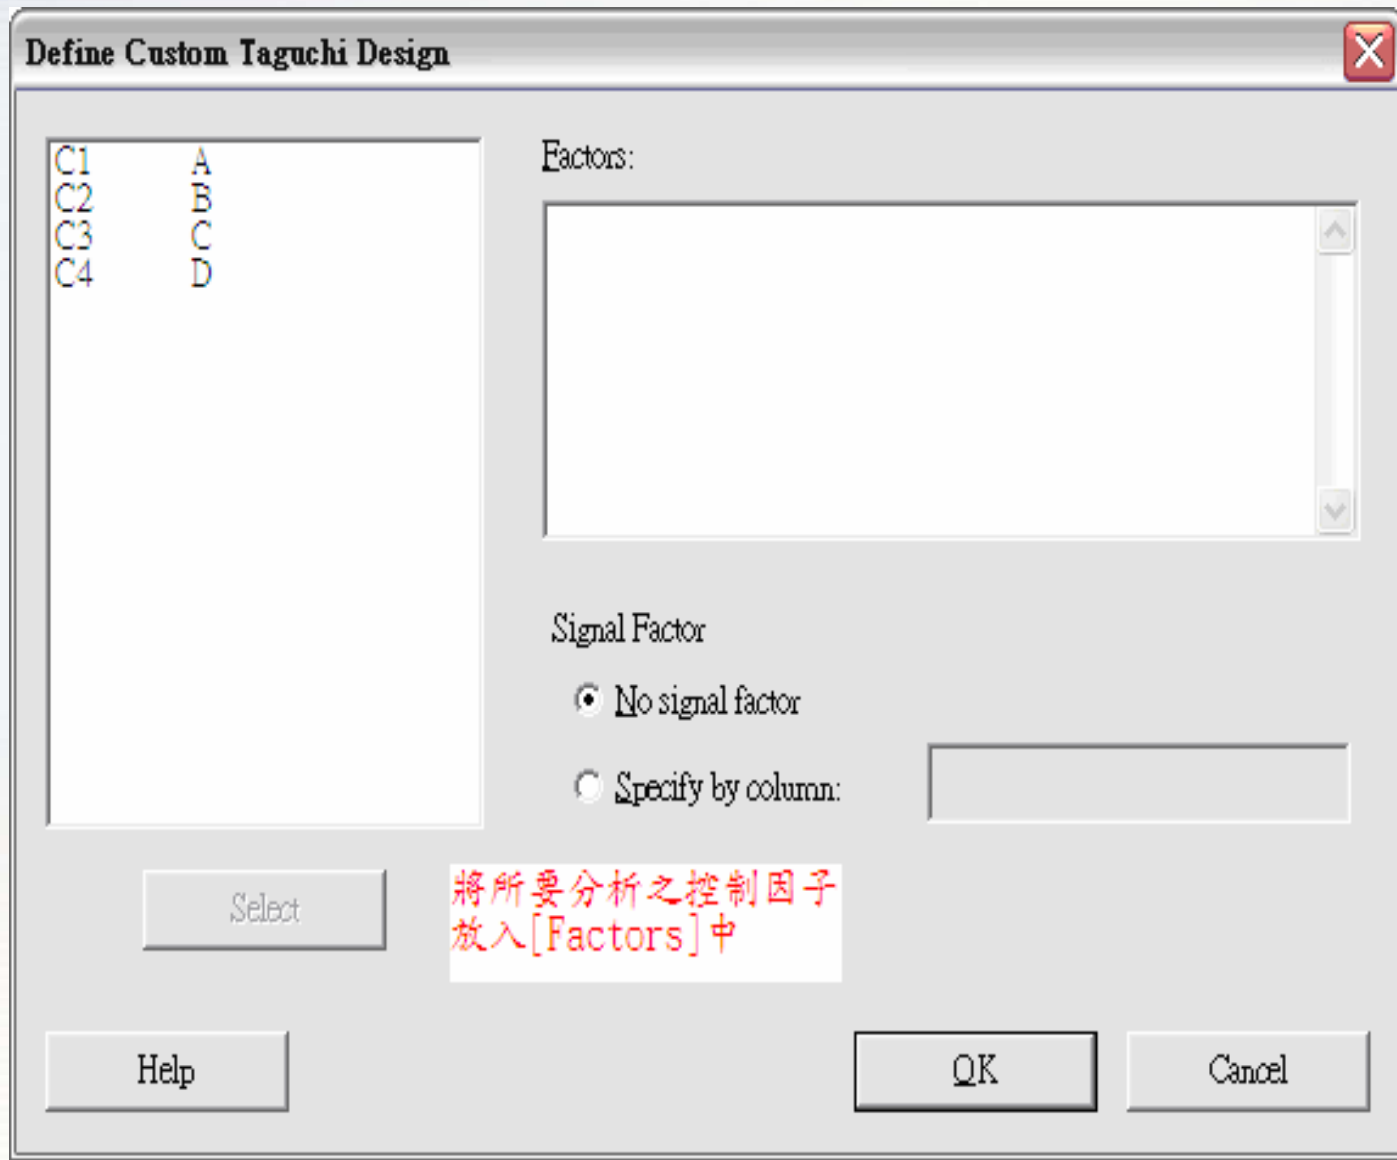 Define Custom Taguchi Design
C1 A
C2 B
C3 C
C4 D
Factors:
Signal Factor
No signal factor
Specify by column:
Select
將所要分析之控制因子
放入[Factors]中
Help
OK
Cancel